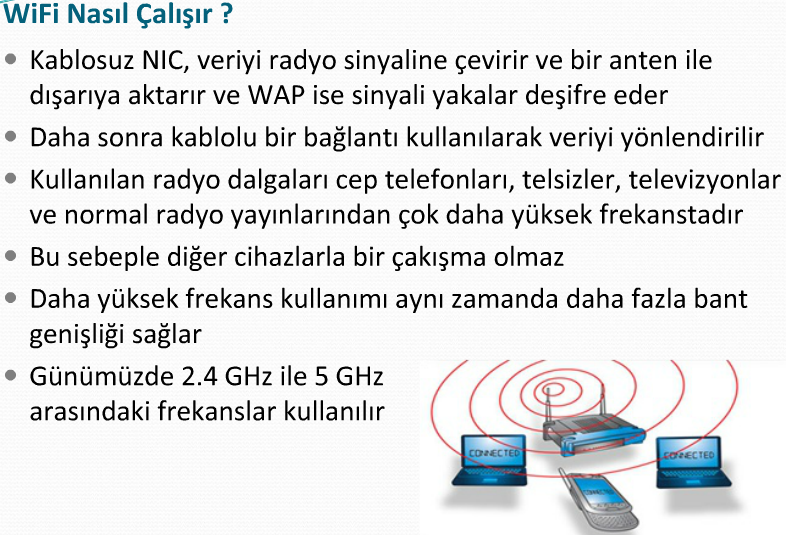 WiFi Nasıl Çalışır ?
• Kablosuz NIC, veriyi radyo sinyaline çevirir ve bir anten ile
dışarıya aktarır ve WAP ise sinyali yakalar deşifre eder
• Daha sonra kablolu bir bağlantı kullanılarak veriyi yönlendirilir
• Kullanılan radyo dalgaları cep telefonları, telsizler, televizyonlar
ve normal radyo yayınlarından çok daha yüksek frekanstadır
• Bu sebeple diğer cihazlarla bir çakışma olmaz
• Daha yüksek frekans kullanımı aynı zamanda daha fazla bant
genişliği sağlar
• Günümüzde 2.4 GHz ile 5 GHz
arasındaki frekanslar kullanılır
CONNECTED
CONNECTED
CONNECTED